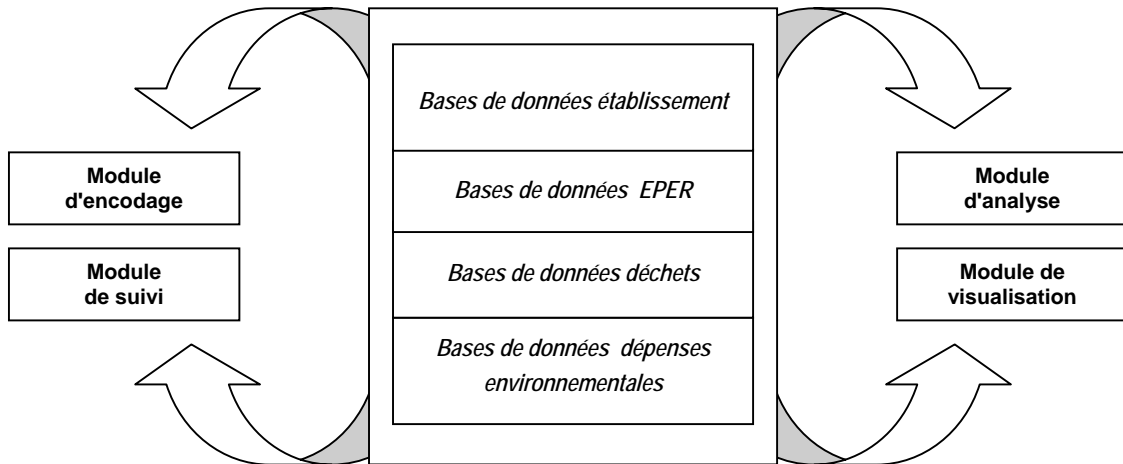 Bases de données établissement
Bases de données EPER
Bases de données déchets
Bases de données dépenses
environnementales
Module
d'encodage
Module
de suivi
Module
d'analyse
Module de
visualisation